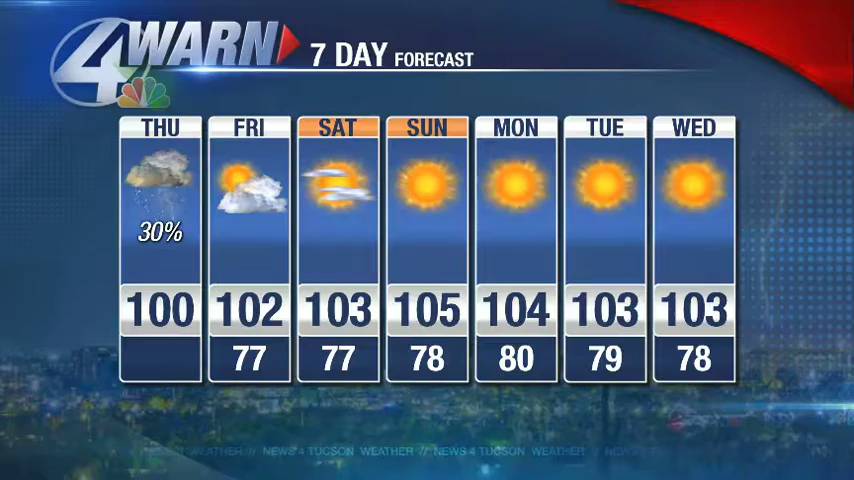 4WARN
7 DAY FORECAST
THU FRI SAT SUN MON TUE WED
30%
100 102 103 105 104 103 103
77 77 78 80 79 78
WEATHER // NEWS 4 TUCSON WEATHER // NEWS 4 TUCSON WEATHER //